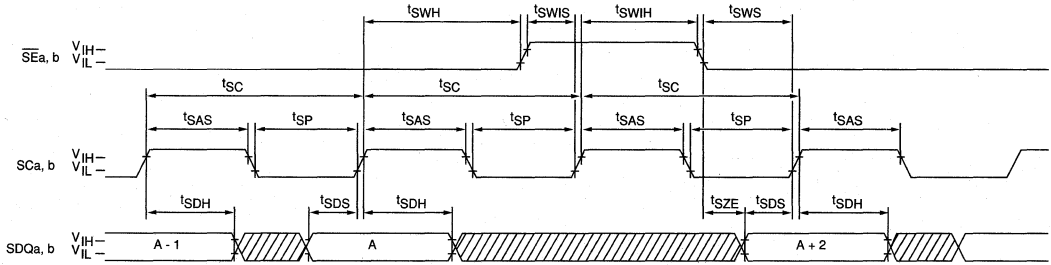 tSWH tSWIS tSWIH tSWS
SEa, b VIH VIL
tSC tSC tSC
tSAS tSP tSAS tSP tSAS tSP tSAS
SCa, b VIH VIL
tSDH tSDS tSDH tSZE tSDS tSDH
SDQa, b VIH VIL A - 1 A A + 2